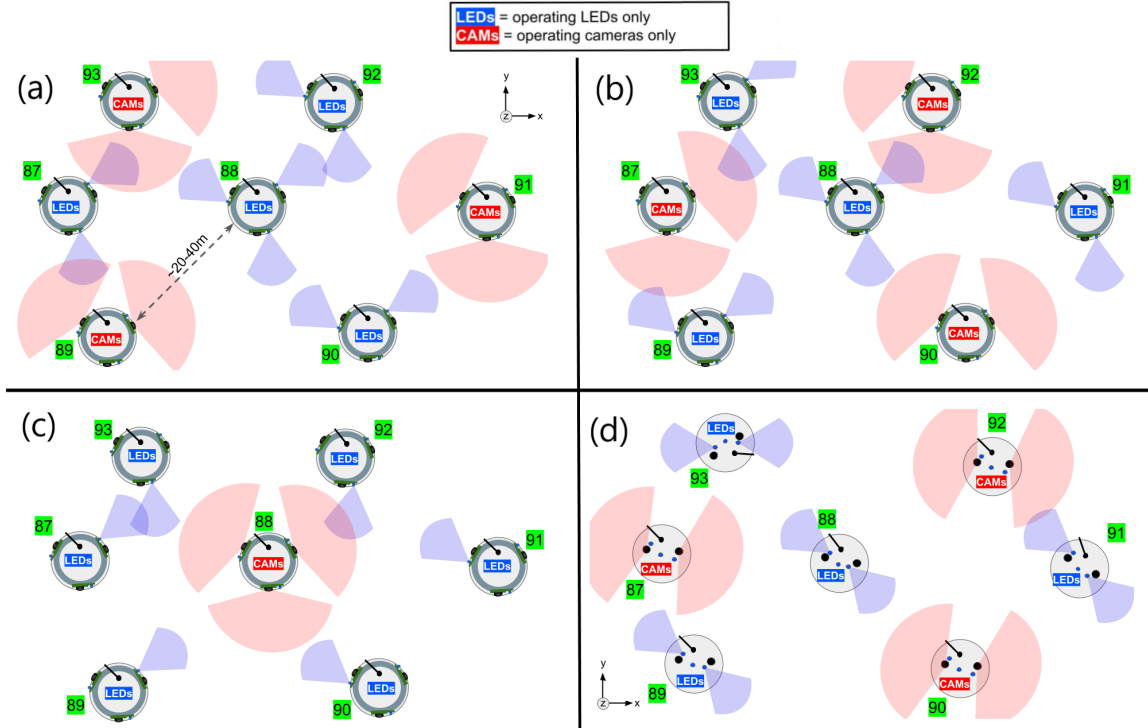 LEDs = operating LEDs only
CAMs = operating cameras only
(a)
93
CAMs
92
LEDs
y
z
x
87
LEDs
88
LEDs
91
CAMs
~20-40m
89
CAMs
90
LEDs
(b)
93
LEDs
92
CAMs
87
CAMs
88
LEDs
91
LEDs
89
LEDs
90
CAMs
(c)
93
LEDs
92
LEDs
87
LEDs
88
CAMs
91
LEDs
89
LEDs
90
LEDs
(d)
LEDs
93
92
CAMs
87
CAMs
88
LEDs
91
LEDs
89
LEDs
90
CAMs
y
z
x